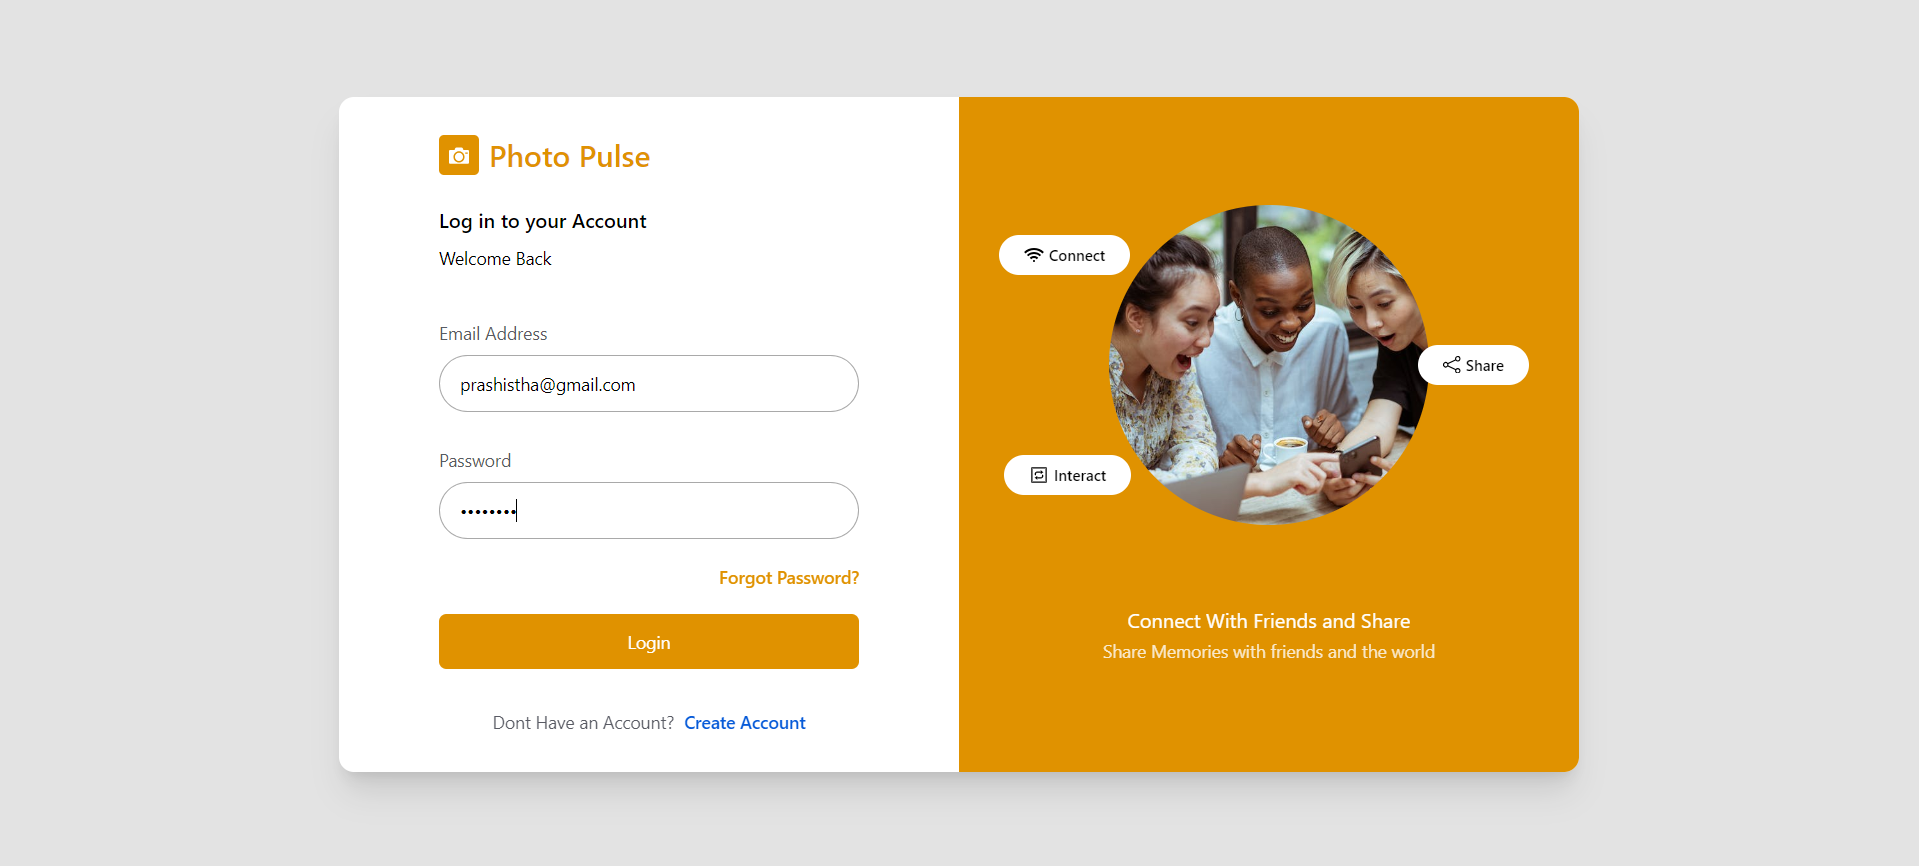 Photo Pulse
Log in to your Account
Welcome Back
Email Address
prashistha@gmail.com
Password
••••••••
Forgot Password?
Login
Dont Have an Account? Create Account
Connect
Share
Interact
Connect With Friends and Share
Share Memories with friends and the world